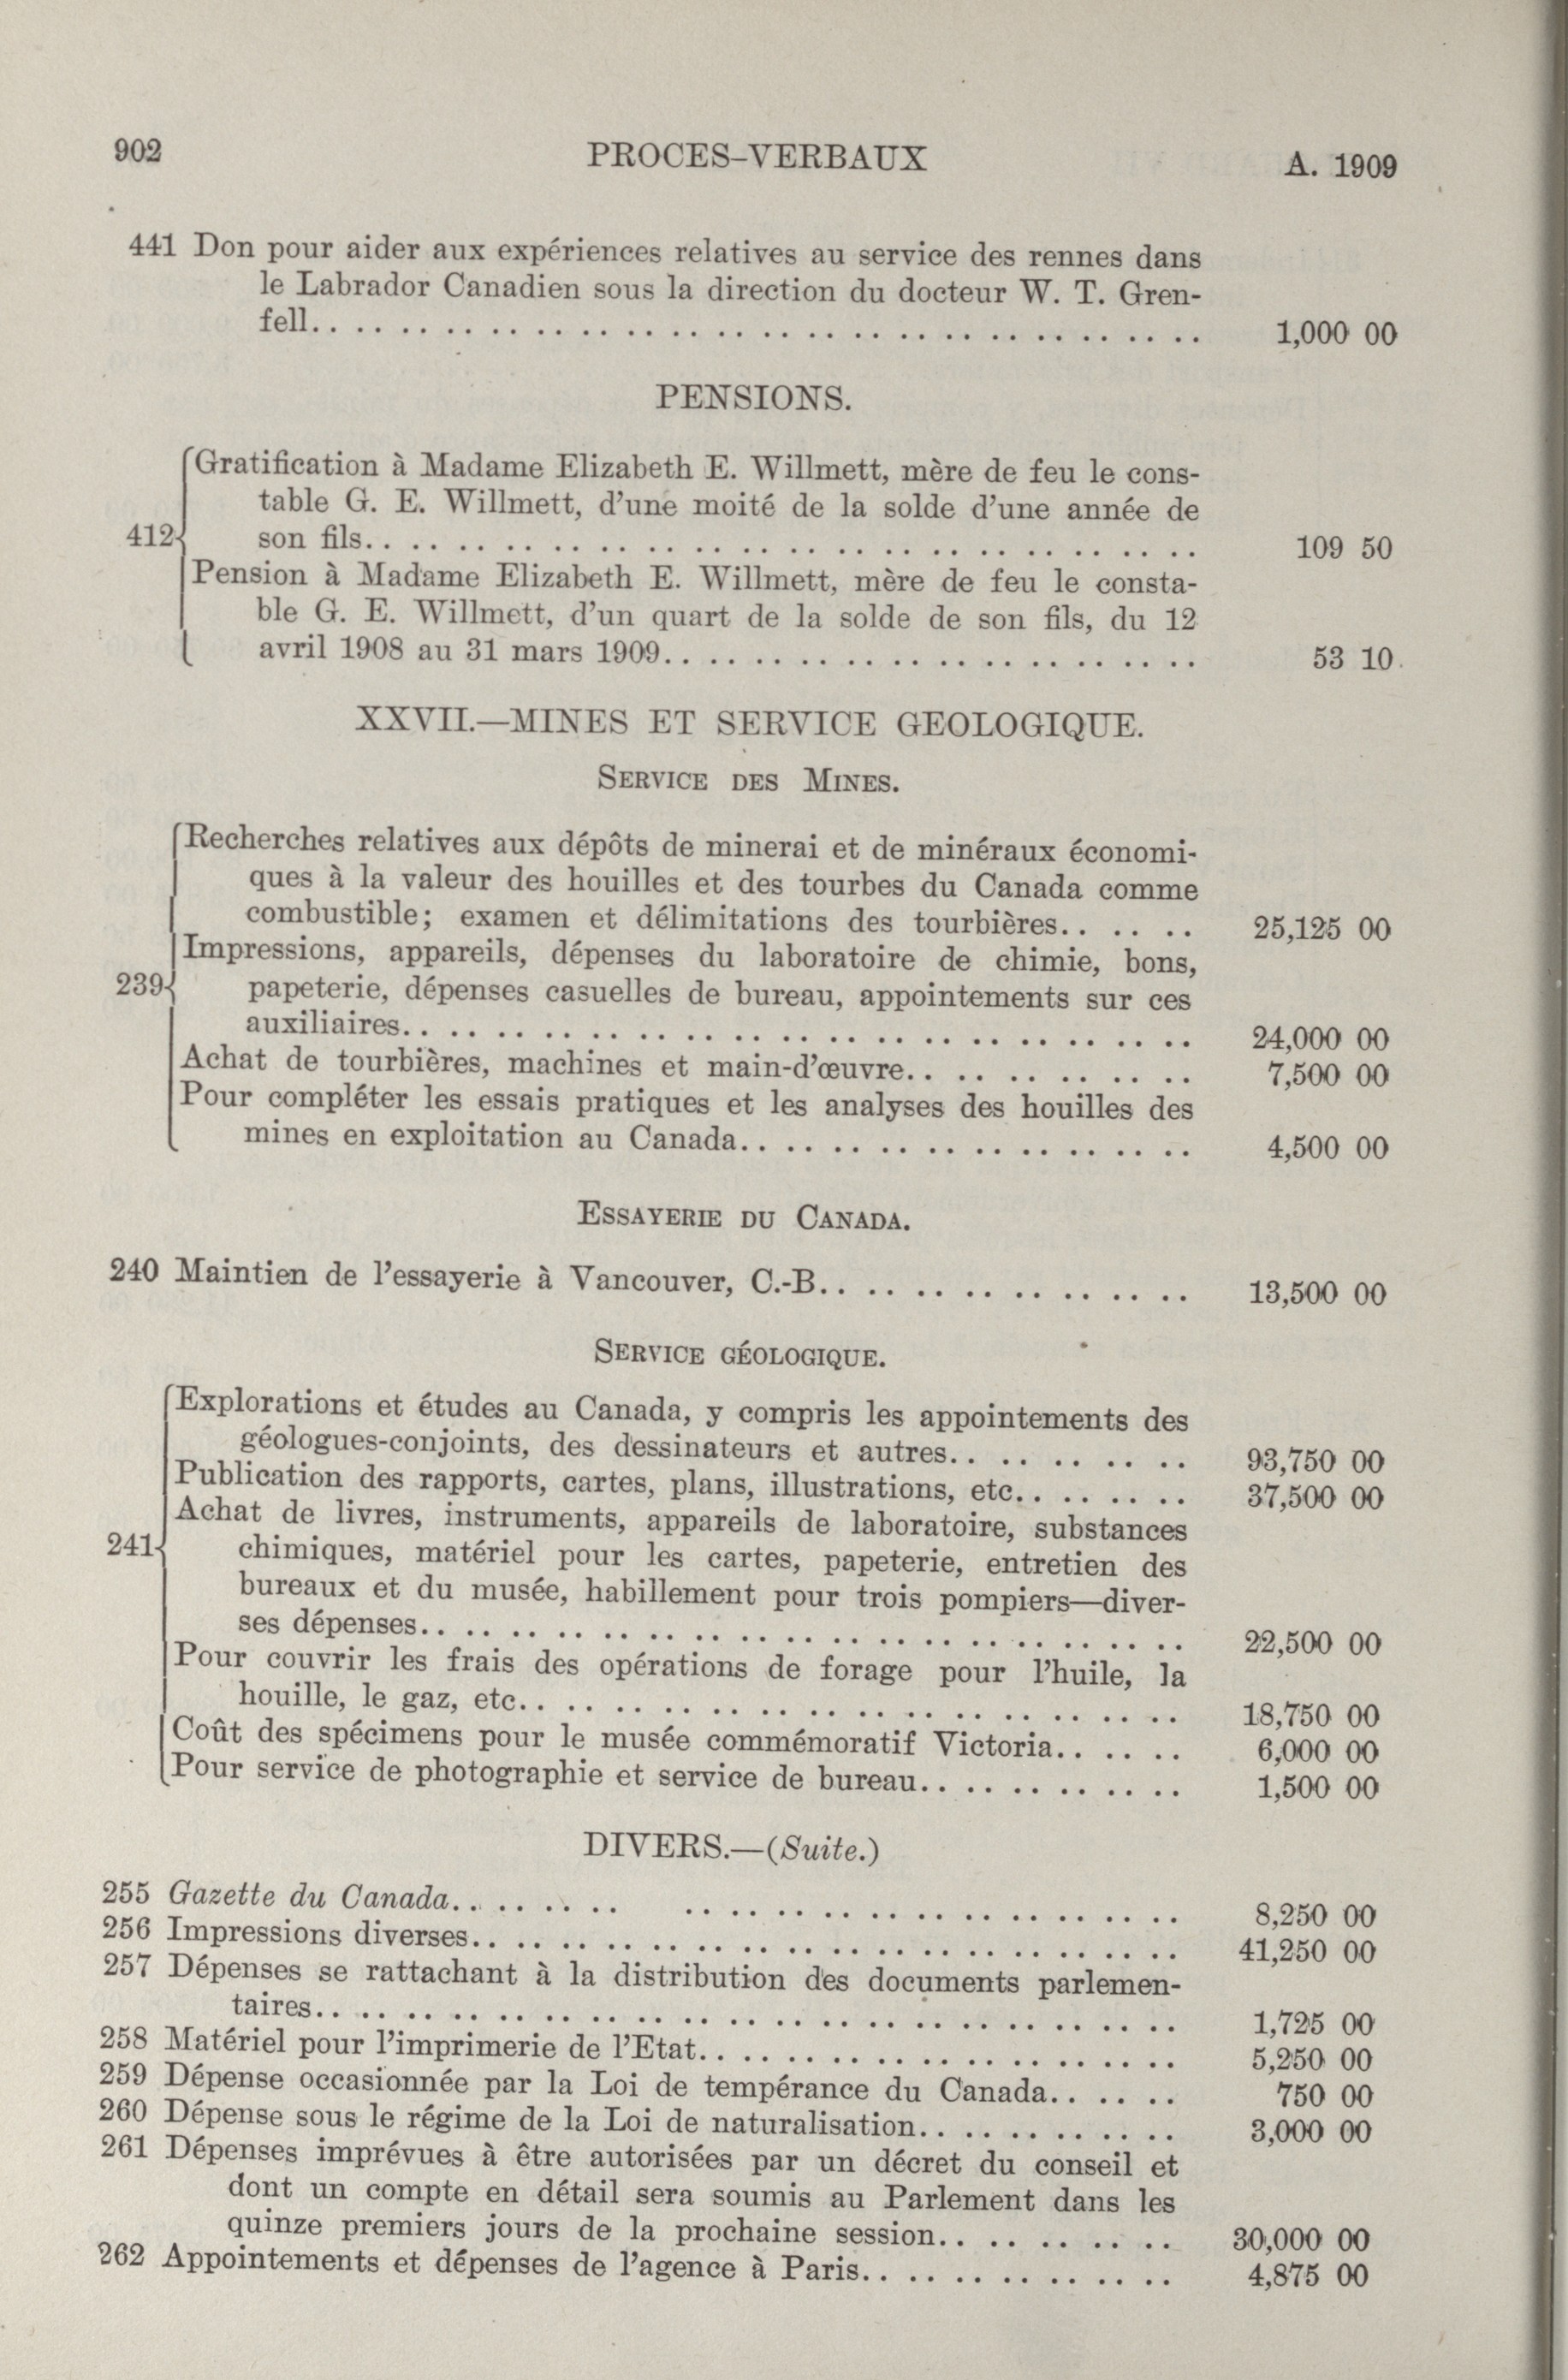 902 PROCES-VERBAUX A. 1909
441 Don pour aider aux expériences relatives au service des rennes dans
le Labrador Canadien sous la direction du docteur W. T. Gren-
fell.. .. .. .. .. .. .. .. .. .. .. .. .. .. .. .. .. .. .. .. 1,000 00
PENSIONS.
Gratification à Madame Elizabeth E. Willmett, mère de feu le cons-
table G. E. Willmett, d'une moité de la solde d'une année de
412 son fils.. .. .. .. .. .. .. .. .. .. .. .. .. .. .. .. .. .. 109 50
Pension à Madame Elizabeth E. Willmett, mère de feu le consta-
ble G. E. Willmett, d'un quart de la solde de son fils, du 12
avril 1908 au 31 mars 1909.. .. .. .. .. .. .. .. .. .. .. .. 53 10.
XXVII.—MINES ET SERVICE GEOLOGIQUE.
SERVICE DES MINES.
Recherches relatives aux dépôts de minerai et de minéraux économi-
ques à la valeur des houilles et des tourbes du Canada comme
combustible; examen et délimitations des tourbières.. .. .. .. 25,125 00
Impressions, appareils, dépenses du laboratoire de chimie, bons,
239 papeterie, dépenses casuelles de bureau, appointements sur ces
auxiliaires.. .. .. .. .. .. .. .. .. .. .. .. .. .. .. .. .. 24,000 00
Achat de tourbières, machines et main-d'œuvre.. .. .. .. .. .. .. 7,500 00
Pour compléter les essais pratiques et les analyses des houilles des
mines en exploitation au Canada.. .. .. .. .. .. .. .. .. .. 4,500 00
ESSAYERIE DU CANADA.
240 Maintien de l'essayerie à Vancouver, C.-B.. .. .. .. .. .. .. .. 13,500 00
SERVICE GÉOLOGIQUE.
Explorations et études au Canada, y compris les appointements des
géologues-conjoints, des dessinateurs et autres.. .. .. .. .. .. 93,750 00
Publication des rapports, cartes, plans, illustrations, etc.. .. .. .. 37,500 00
Achat de livres, instruments, appareils de laboratoire, substances
241 chimiques, matériel pour les cartes, papeterie, entretien des
bureaux et du musée, habillement pour trois pompiers—diver-
ses dépenses.. .. .. .. .. .. .. .. .. .. .. .. .. .. .. .. .. 22,500 00
Pour couvrir les frais des opérations de forage pour l'huile, la
houille, le gaz, etc.. .. .. .. .. .. .. .. .. .. .. .. .. .. .. 18,750 00
Coût des spécimens pour le musée commémoratif Victoria.. .. .. .. 6,000 00
Pour service de photographie et service de bureau.. .. .. .. .. .. 1,500 00
DIVERS.—(Suite.)
255 Gazette du Canada.. .. .. .. .. .. .. .. .. .. .. .. .. .. .. .. 8,250 00
256 Impressions diverses.. .. .. .. .. .. .. .. .. .. .. .. .. .. .. .. 41,250 00
257 Dépenses se rattachant à la distribution des documents parlemen-
taires.. .. .. .. .. .. .. .. .. .. .. .. .. .. .. .. .. .. .. 1,725 00
258 Matériel pour l'imprimerie de l'Etat.. .. .. .. .. .. .. .. .. .. .. 5,250 00
259 Dépense occasionnée par la Loi de tempérance du Canada.. .. .. .. 750 00
260 Dépense sous le régime de la Loi de naturalisation.. .. .. .. .. .. 3,000 00
261 Dépenses imprévues à être autorisées par un décret du conseil et
dont un compte en détail sera soumis au Parlement dans les
quinze premiers jours de la prochaine session.. .. .. .. .. .. 30,000 00
262 Appointements et dépenses de l'agence à Paris.. .. .. .. .. .. .. 4,875 00